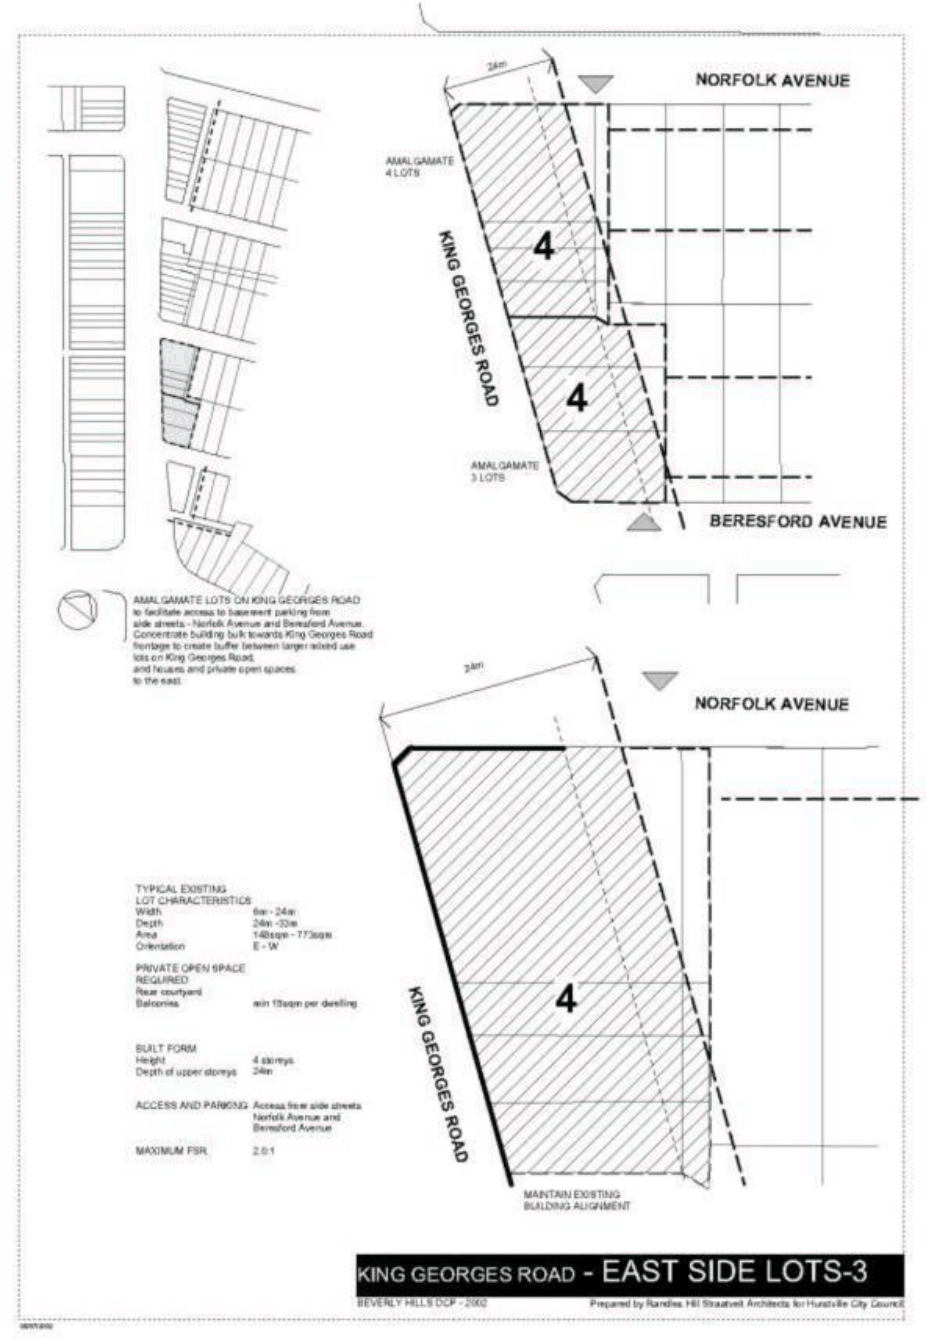 24m
NORFOLK AVENUE
AMALGAMATE
4 LOTS
4
KING GEORGES ROAD
4
AMALGAMATE
3 LOTS
BERESFORD AVENUE
AMALGAMATE LOTS ON KING GEORGES ROAD
to facilitate access to basement parking from
side streets - Norfolk Avenue and Beresford Avenue.
Concentrate building bulk towards King Georges Road
frontage to create buffer between larger mixed use
lots on King Georges Road,
and houses and private open spaces
to the east.
24m
NORFOLK AVENUE
4
KING GEORGES ROAD
MAINTAIN EXISTING
BUILDING ALIGNMENT
TYPICAL EXISTING
LOT CHARACTERISTICS
Width 6m - 24m
Depth 24m -33m
Area 148sqm - 773sqm
Orientation E - W
PRIVATE OPEN SPACE
REQUIRED
Rear courtyard
Balconies min 15sqm per dwelling
BUILT FORM
Height 4 storeys
Depth of upper storeys 24m
ACCESS AND PARKING Access from side streets
Norfolk Avenue and
Beresford Avenue
MAXIMUM FSR 2.0:1
KING GEORGES ROAD - EAST SIDE LOTS-3
BEVERLY HILLS DCP - 2002 Prepared by Randles Hill Straatveit Architects for Hurstville City Council